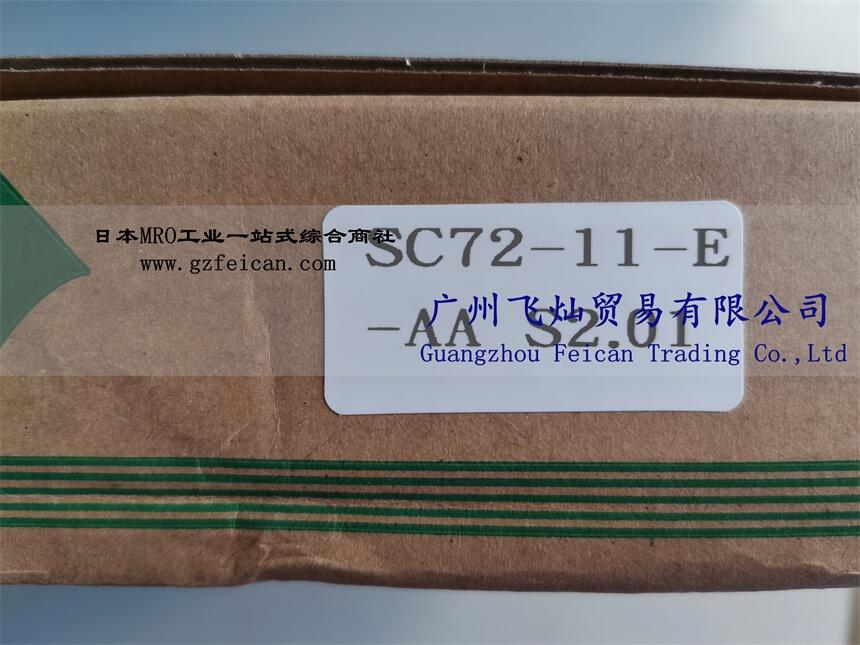 日本MRO工业一站式综合商社
www.gzfeican.com
SC72-11-E
-AA S2.01
广州飞灿贸易有限公司
Guangzhou Feican Trading Co.,Ltd